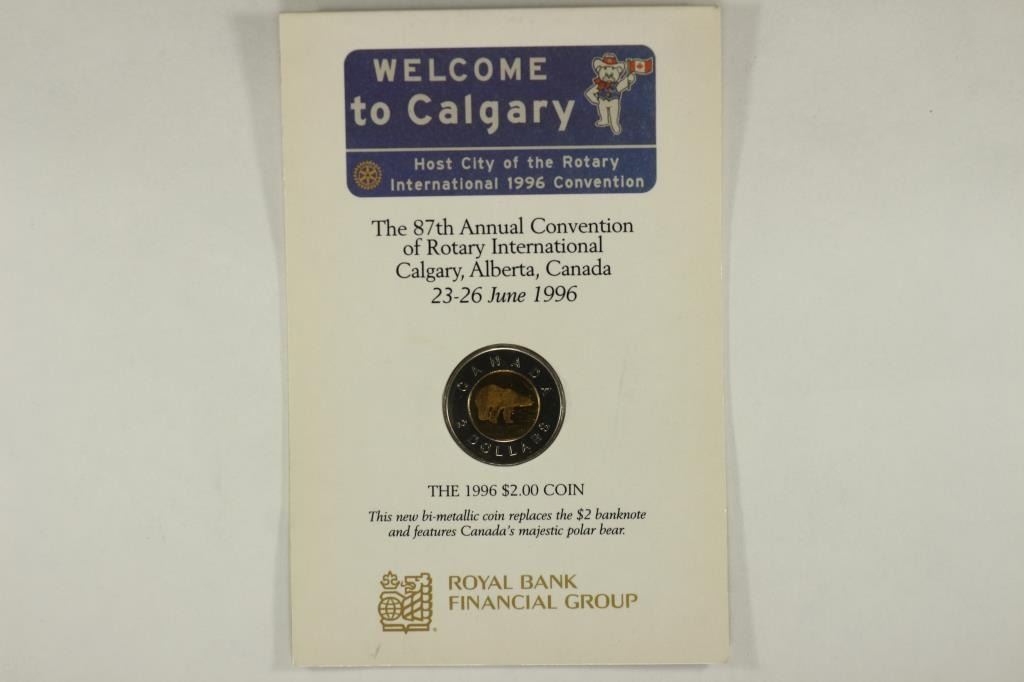 WELCOME
to Calgary
Host City of the Rotary
International 1996 Convention
The 87th Annual Convention
of Rotary International
Calgary, Alberta, Canada
23-26 June 1996
CANADA
2 DOLLARS
THE 1996 $2.00 COIN
This new bi-metallic coin replaces the $2 banknote
and features Canada's majestic polar bear.
ROYAL BANK
FINANCIAL GROUP